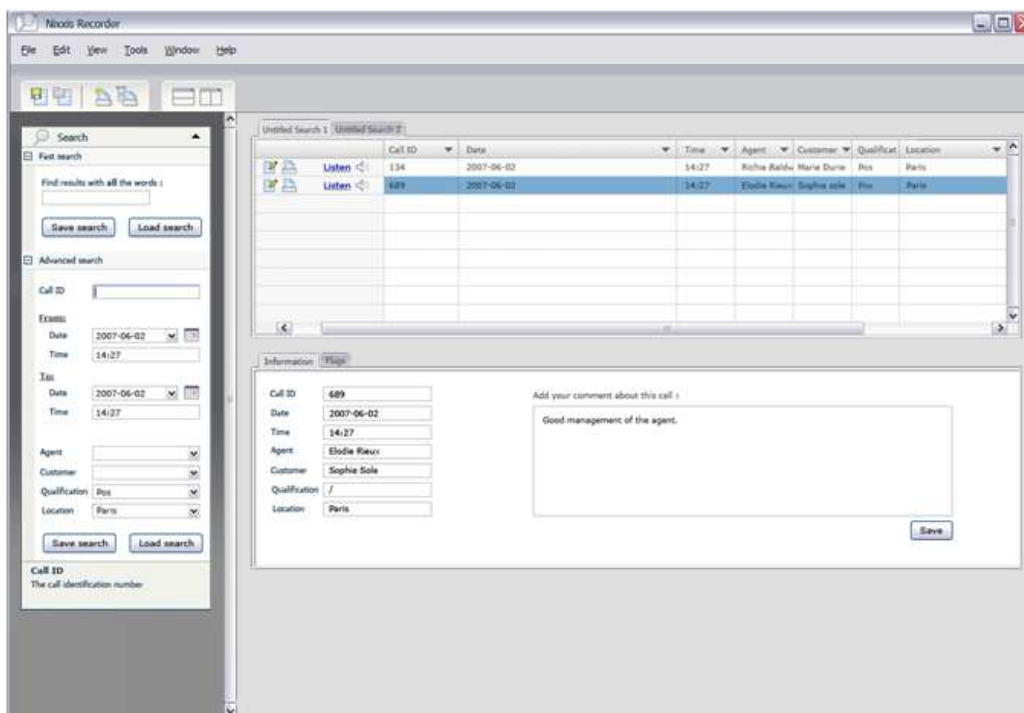 Nixxis Recorder
File Edit View Tools Window Help
Search
Fast search
Find results with all the words :
Save search Load search
Advanced search
Call ID
From:
Date 2007-06-02
Time 14:27
To:
Date 2007-06-02
Time 14:27
Agent
Customer
Qualification Pos
Location Paris
Save search Load search
Call ID
The call identification number
Untitled Search 1 Untitled Search 2
Call ID Date Time Agent Customer Qualificat Location
Listen 134 2007-06-02 14:27 Richie Baldw Marie Durie Pos Paris
Listen 689 2007-06-02 14:27 Elodie Rieux Sophie sole Pos Paris
Information Flags
Call ID 689
Date 2007-06-02
Time 14:27
Agent Elodie Rieux
Customer Sophie Sole
Qualification /
Location Paris
Add your comment about this call :
Good management of the agent.
Save